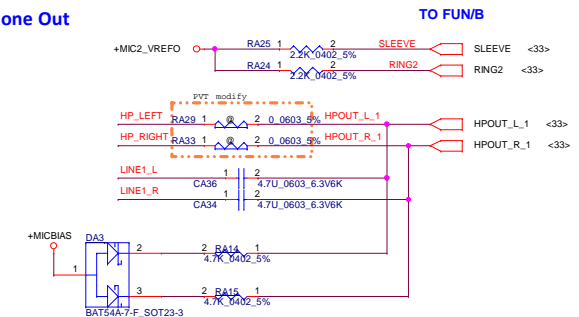 one Out
TO FUN/B
+MIC2_VREFO RA25 1 2 SLEEVE SLEEVE <33>
2.2K_0402_5%
RA24 1 2 RING2 RING2 <33>
2.2K_0402_5%
PVT modify
HP_LEFT RA29 1 @ 2 0_0603_5% HPOUT_L_1 HPOUT_L_1 <33>
HP_RIGHT RA33 1 @ 2 0_0603_5% HPOUT_R_1 HPOUT_R_1 <33>
LINE1_L 1 2
CA36 4.7U_0603_6.3V6K
LINE1_R 1 2
CA34 4.7U_0603_6.3V6K
+MICBIAS
DA3
2 2 RA14 1
4.7K_0402_5%
1
3 2 RA15 1
4.7K_0402_5%
BAT54A-7-F_SOT23-3